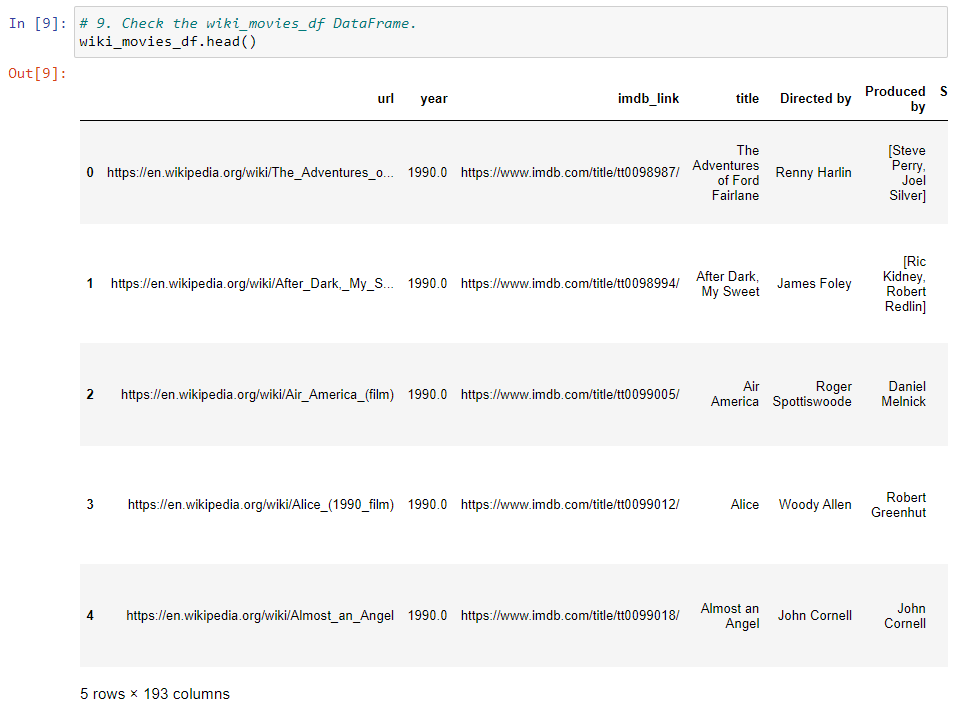 In [9]: # 9. Check the wiki_movies_df DataFrame.
wiki_movies_df.head()
Out[9]:
url year imdb_link title Directed by Produced by S
0 https://en.wikipedia.org/wiki/The_Adventures_o... 1990.0 https://www.imdb.com/title/tt0098987/ The Adventures of Ford Fairlane Renny Harlin [Steve Perry, Joel Silver]
1 https://en.wikipedia.org/wiki/After_Dark,_My_S... 1990.0 https://www.imdb.com/title/tt0098994/ After Dark, My Sweet James Foley [Ric Kidney, Robert Redlin]
2 https://en.wikipedia.org/wiki/Air_America_(film) 1990.0 https://www.imdb.com/title/tt0099005/ Air America Roger Spottiswoode Daniel Melnick
3 https://en.wikipedia.org/wiki/Alice_(1990_film) 1990.0 https://www.imdb.com/title/tt0099012/ Alice Woody Allen Robert Greenhut
4 https://en.wikipedia.org/wiki/Almost_an_Angel 1990.0 https://www.imdb.com/title/tt0099018/ Almost an Angel John Cornell John Cornell
5 rows × 193 columns